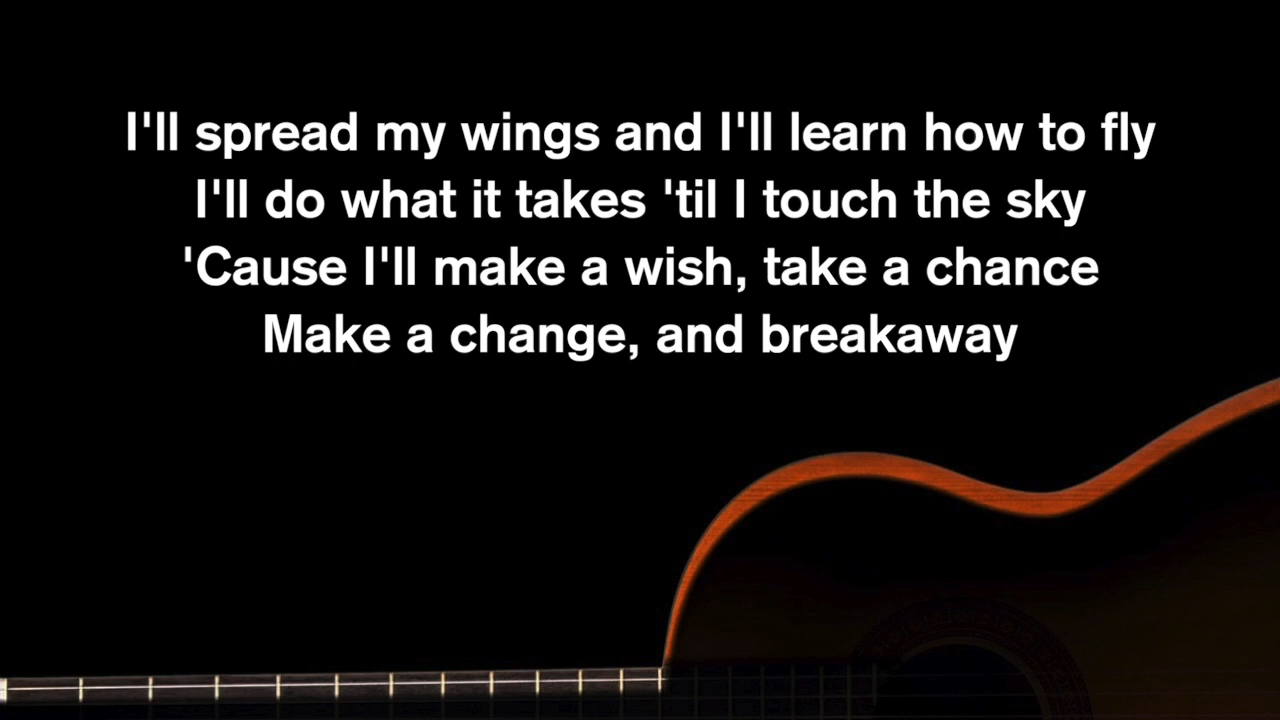 I'll spread my wings and I'll learn how to fly
I'll do what it takes 'til I touch the sky
'Cause I'll make a wish, take a chance
Make a change, and breakaway